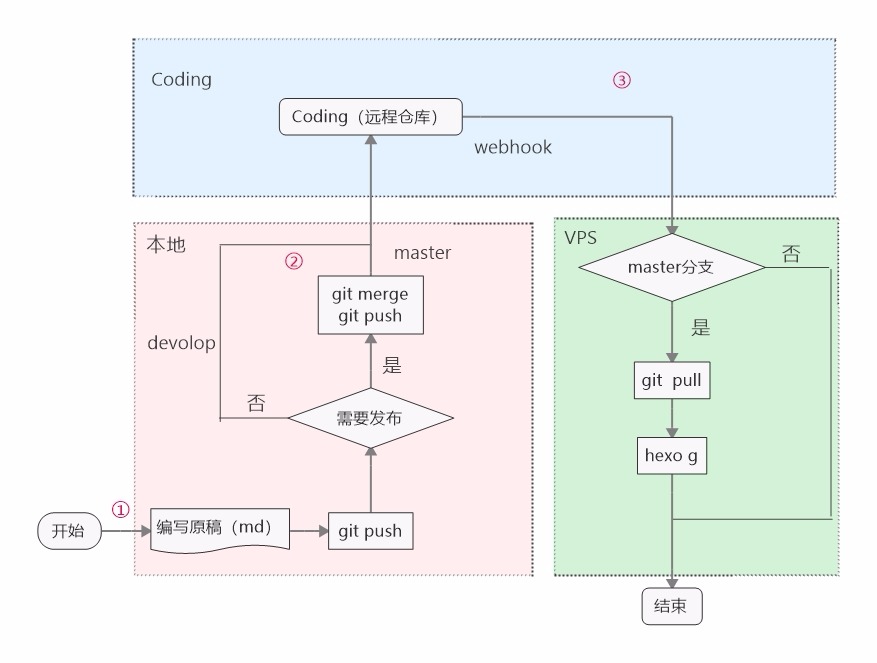 Coding
③
Coding（远程仓库）
webhook
本地
②
master
git merge
git push
devolop
是
否
需要发布
①
开始
编写原稿（md）
git push
VPS
master分支
否
是
git pull
hexo g
结束